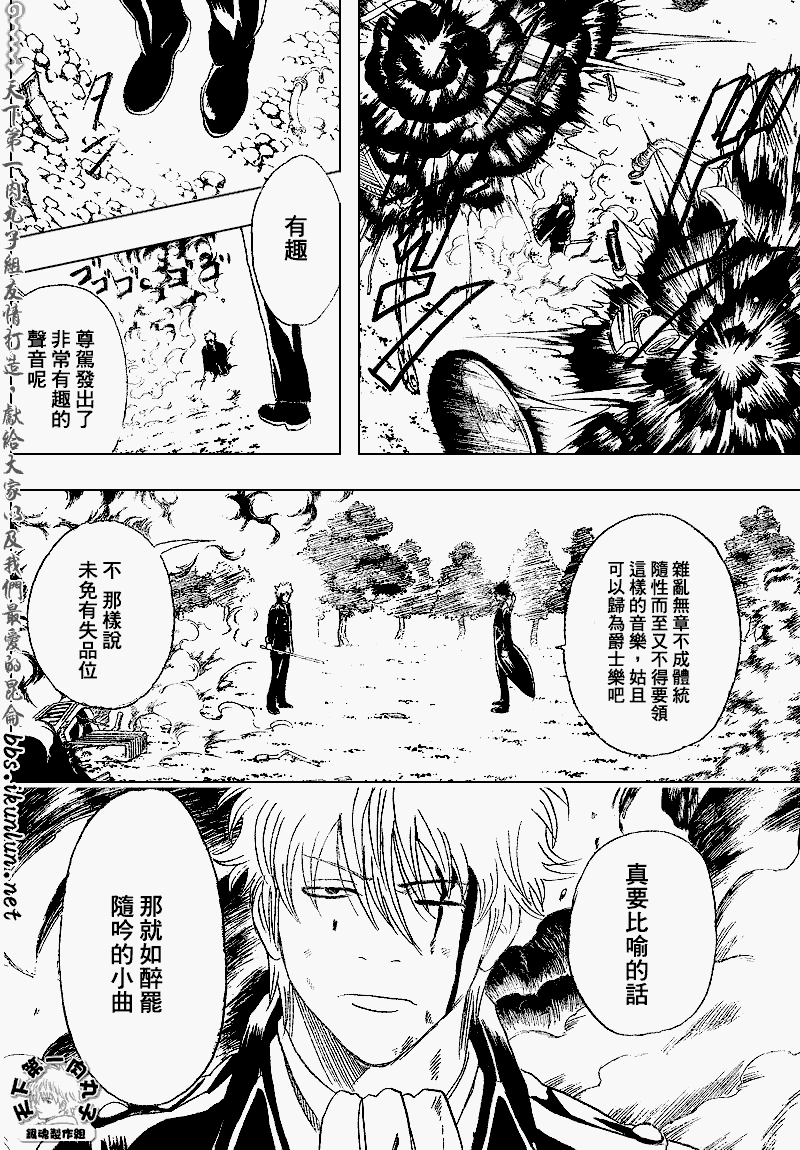 有趣
尊駕發出了
非常有趣的
聲音呢
ゴゴゴゴ
雜亂無章不成體統
隨性而至又不得要領
這樣的音樂，姑且
可以歸為爵士樂吧
不 那樣說
未免有失品位
真要比喻的話
那就如醉罷
隨吟的小曲
天下第一肉丸子組友情打造，獻給大家以及我們最愛的昆侖
bbs.ikunlun.net
天下第一肉丸子
銀魂製作組